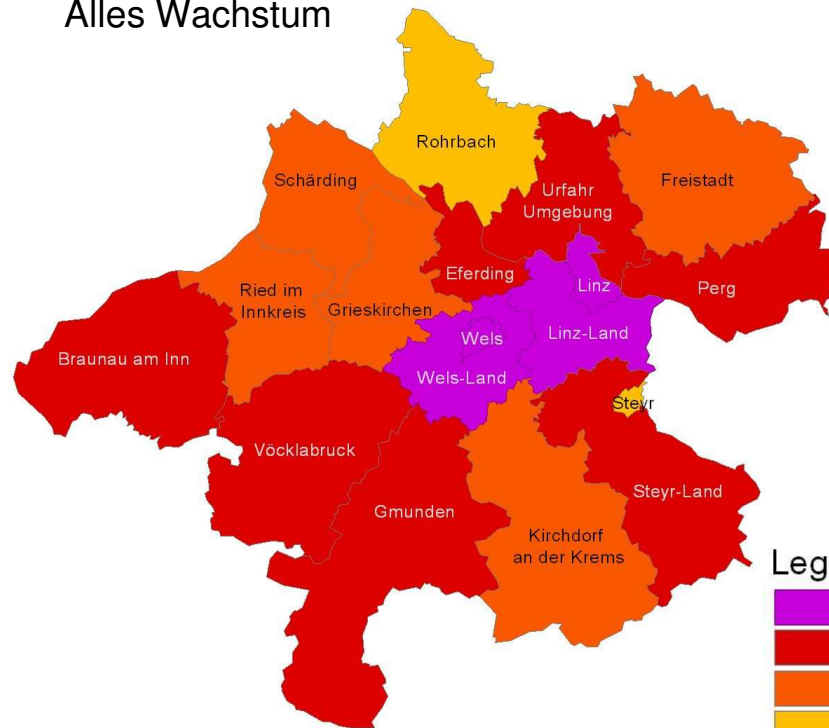 Alles Wachstum
Rohrbach
Schärding
Freistadt
Urfahr
Umgebung
Eferding
Linz
Perg
Ried im
Innkreis
Grieskirchen
Wels
Linz-Land
Braunau am Inn
Wels-Land
Steyr
Vöcklabruck
Steyr-Land
Gmunden
Kirchdorf
an der Krems
Leg